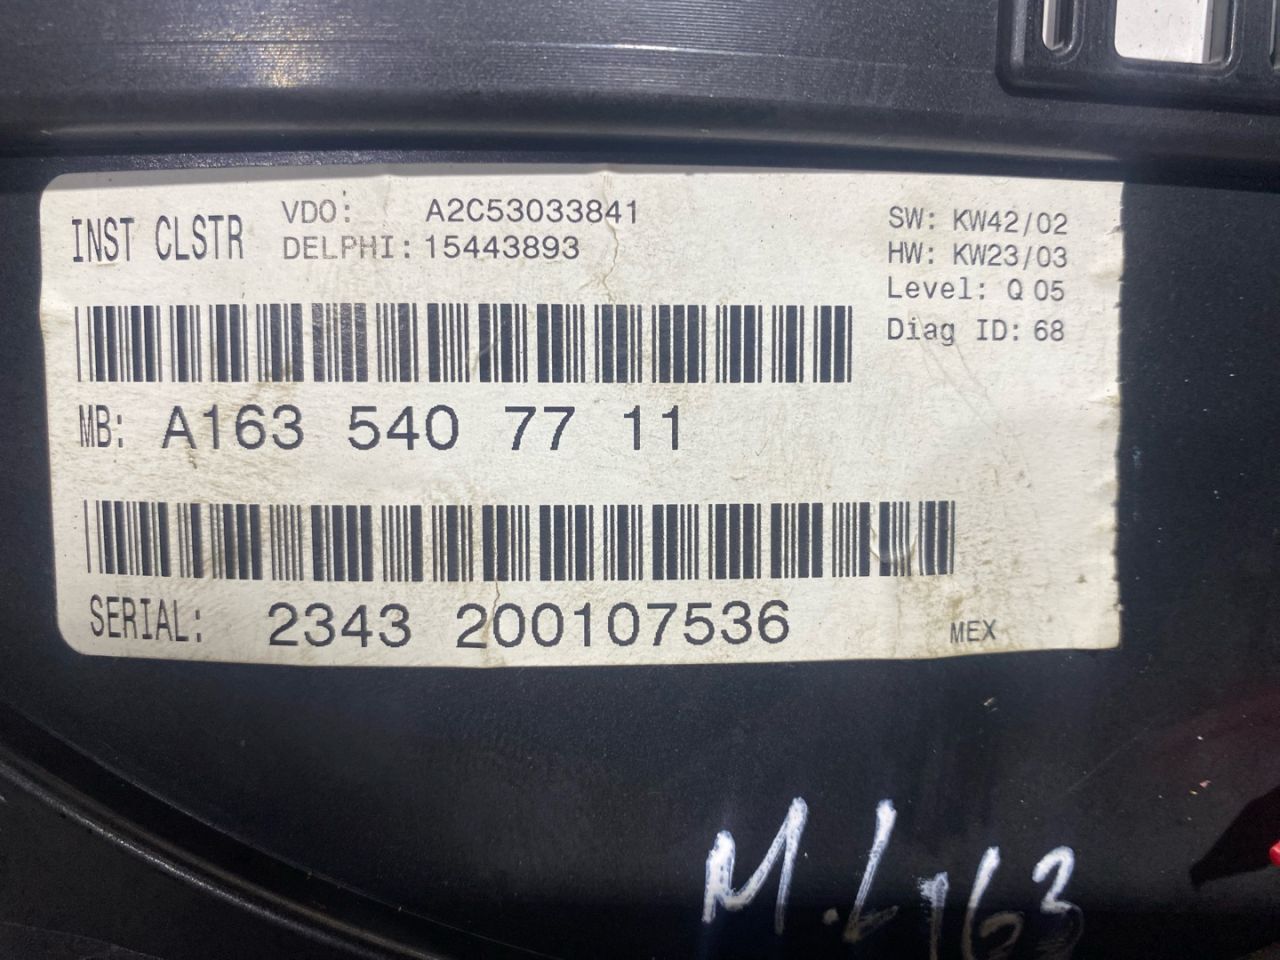 INST CLSTR
VDO: A2C53033841
DELPHI: 15443893
SW: KW42/02
HW: KW23/03
Level: Q 05
Diag ID: 68
MB: A163 540 77 11
SERIAL: 2343 200107536
MEX
M.L163